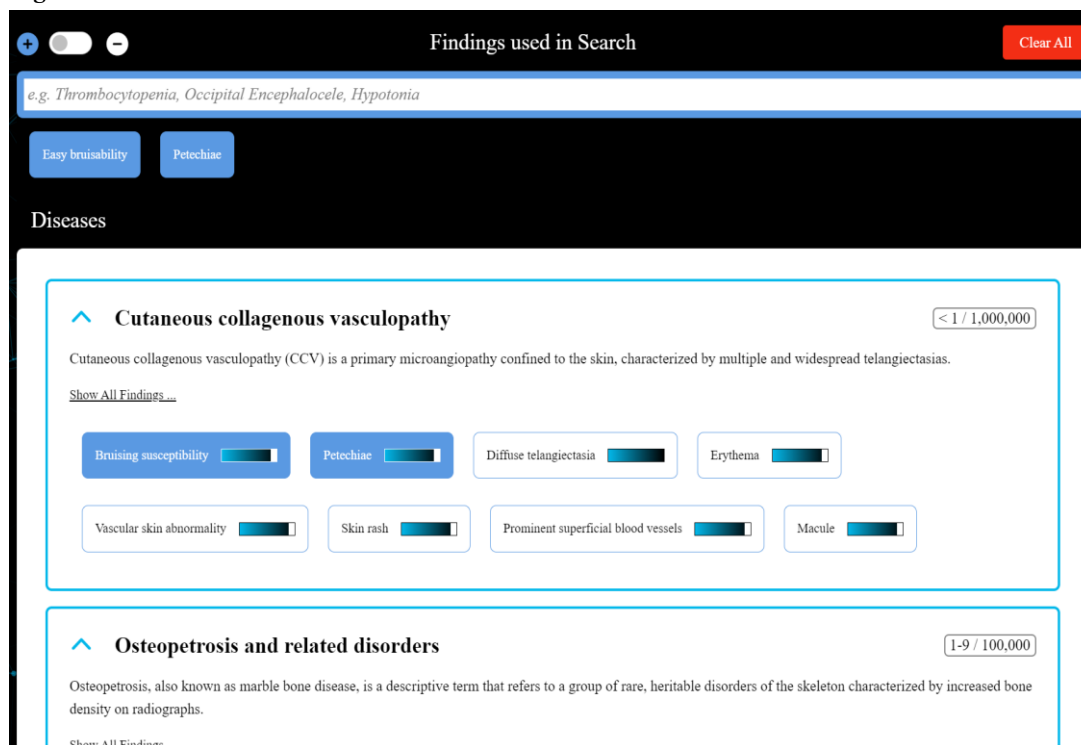 + −
Findings used in Search
Clear All
e.g. Thrombocytopenia, Occipital Encephalocele, Hypotonia
Easy bruisability
Petechiae
Diseases
Cutaneous collagenous vasculopathy
< 1 / 1,000,000
Cutaneous collagenous vasculopathy (CCV) is a primary microangiopathy confined to the skin, characterized by multiple and widespread telangiectasias.
Show All Findings ...
Bruising susceptibility
Petechiae
Diffuse telangiectasia
Erythema
Vascular skin abnormality
Skin rash
Prominent superficial blood vessels
Macule
Osteopetrosis and related disorders
1-9 / 100,000
Osteopetrosis, also known as marble bone disease, is a descriptive term that refers to a group of rare, heritable disorders of the skeleton characterized by increased bone
density on radiographs.
Show All Findings